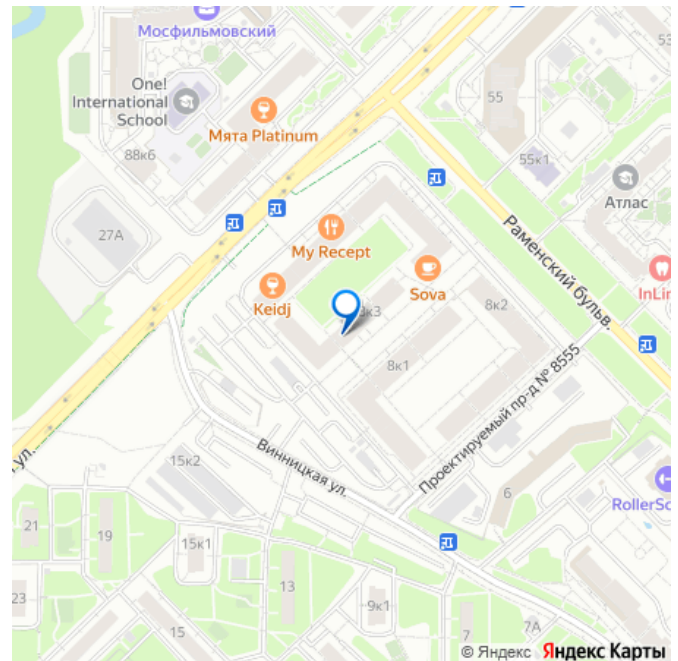 Мосфильмовский
One!
International
School
Мята Platinum
88к6
55
53
55к1
Атлас
27А
My Recept
Раменский бульв.
Keidj
Sova
InLin
8к2
8к3
8к1
Проектируемый пр-д № 8555
Винницкая ул.
ул.
15к2
6
RollerSc
21
19
15к1
23
13
9к1
15
7
7А
© Яндекс Яндекс Карты